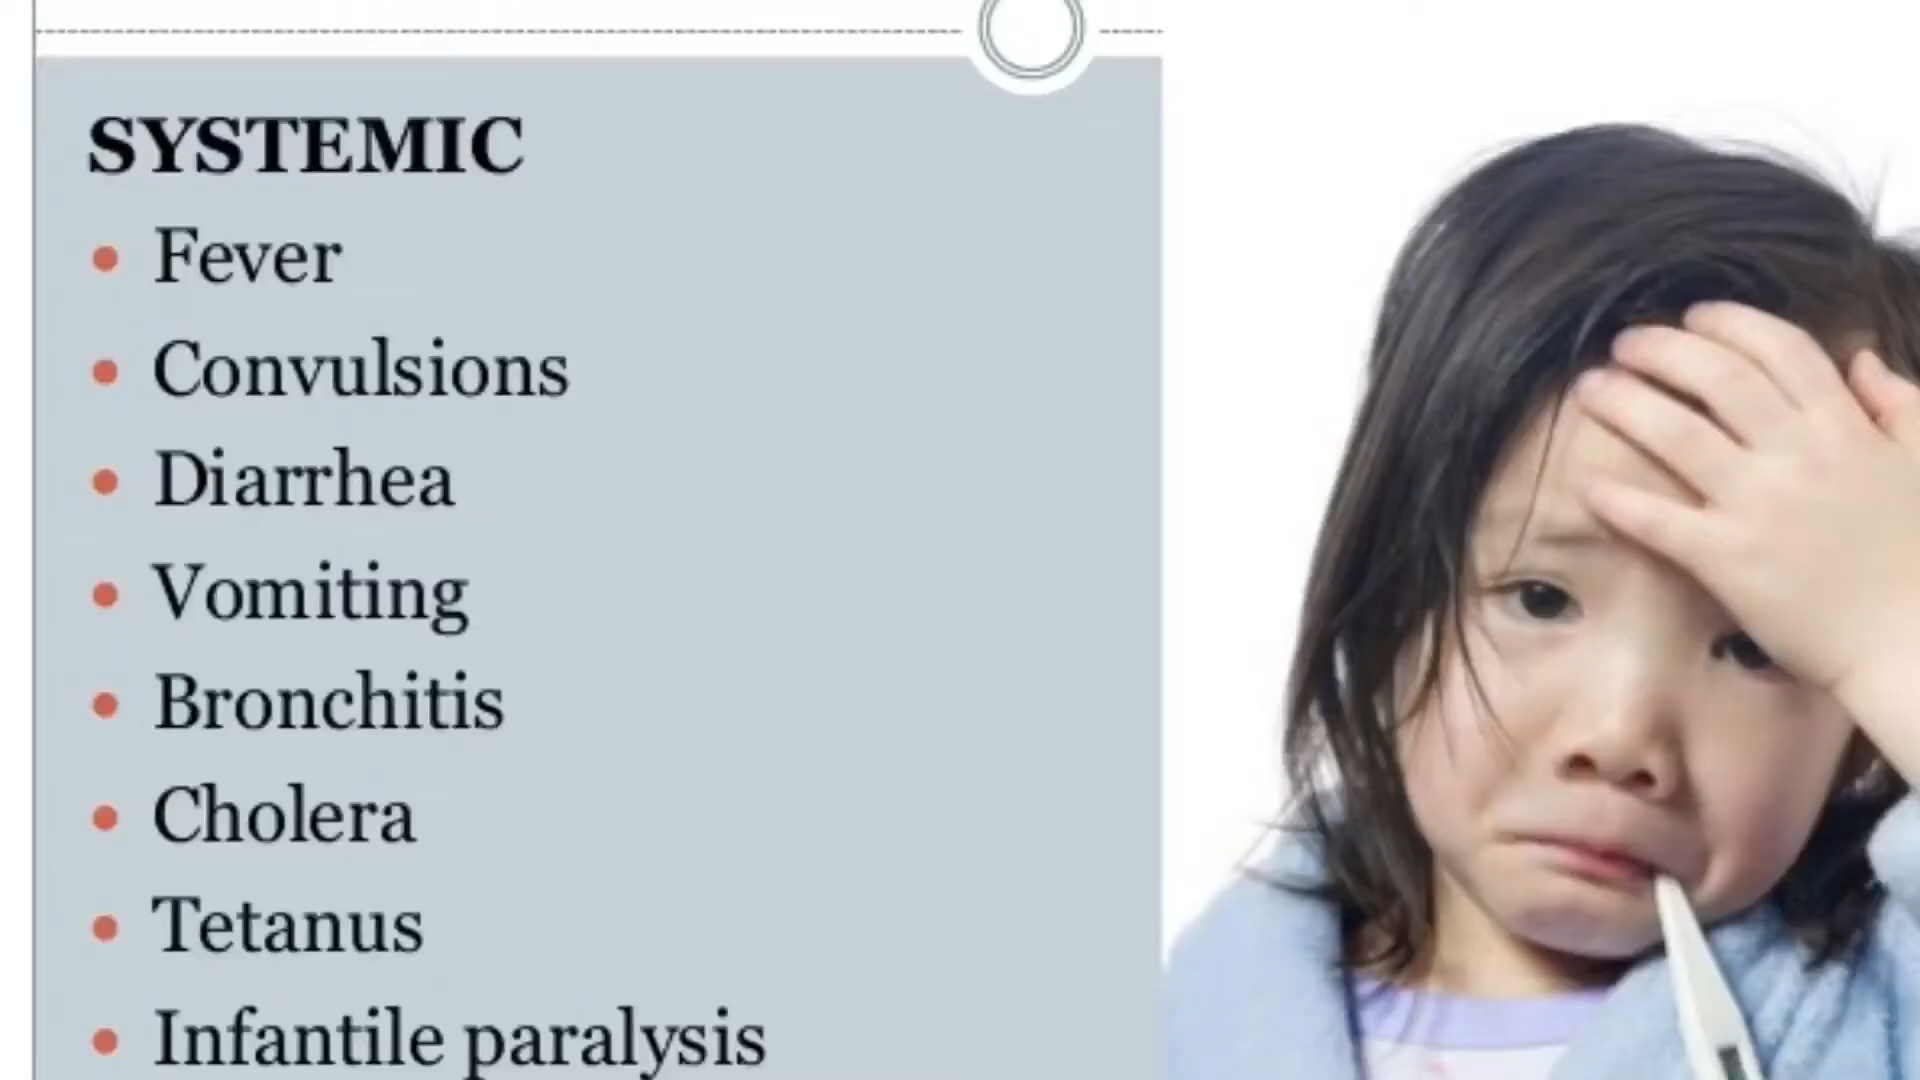 SYSTEMIC
Fever
Convulsions
Diarrhea
Vomiting
Bronchitis
Cholera
Tetanus
Infantile paralysis